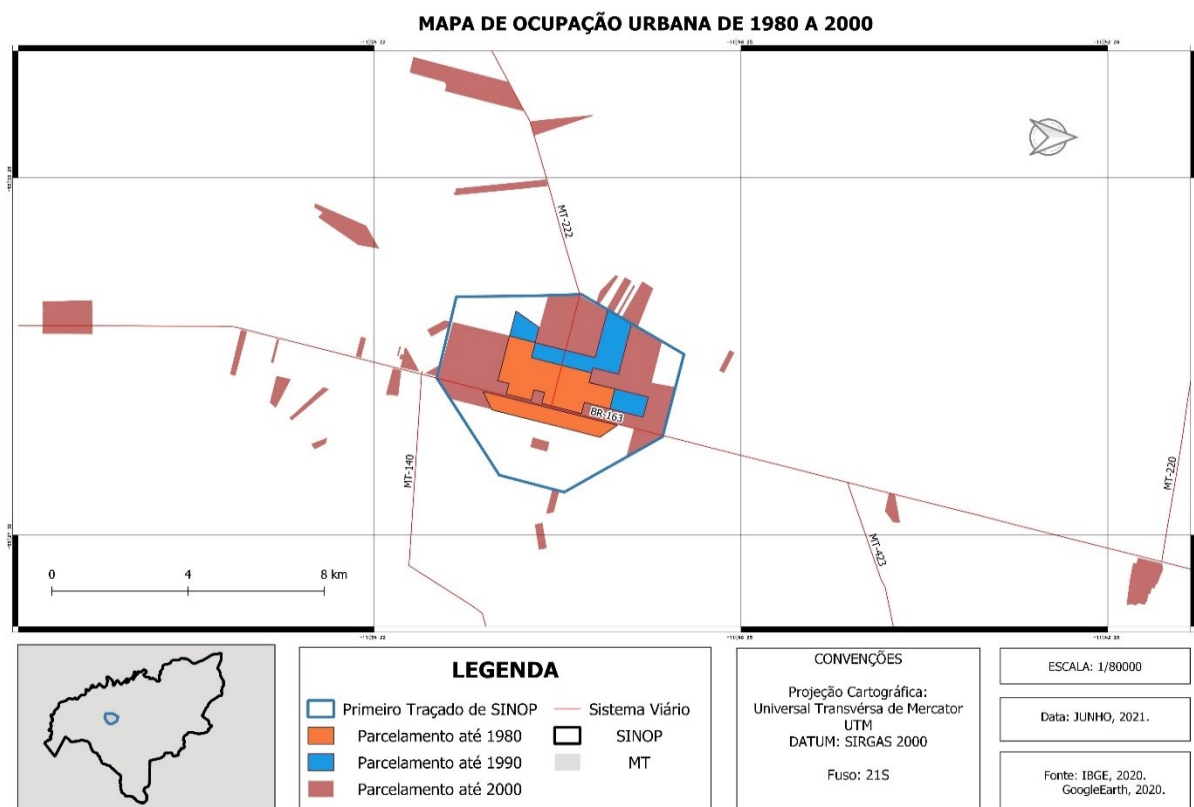 MAPA DE OCUPAÇÃO URBANA DE 1980 A 2000
MT-222
BR-163
MT-140
MT-423
MT-220
0 4 8 km
LEGENDA
Primeiro Traçado de SINOP
Sistema Viário
Parcelamento até 1980
SINOP
Parcelamento até 1990
MT
Parcelamento até 2000
CONVENÇÕES
Projeção Cartográfica:
Universal Transvérsa de Mercator
UTM
DATUM: SIRGAS 2000
Fuso: 21S
ESCALA: 1/80000
Data: JUNHO, 2021.
Fonte: IBGE, 2020.
GoogleEarth, 2020.